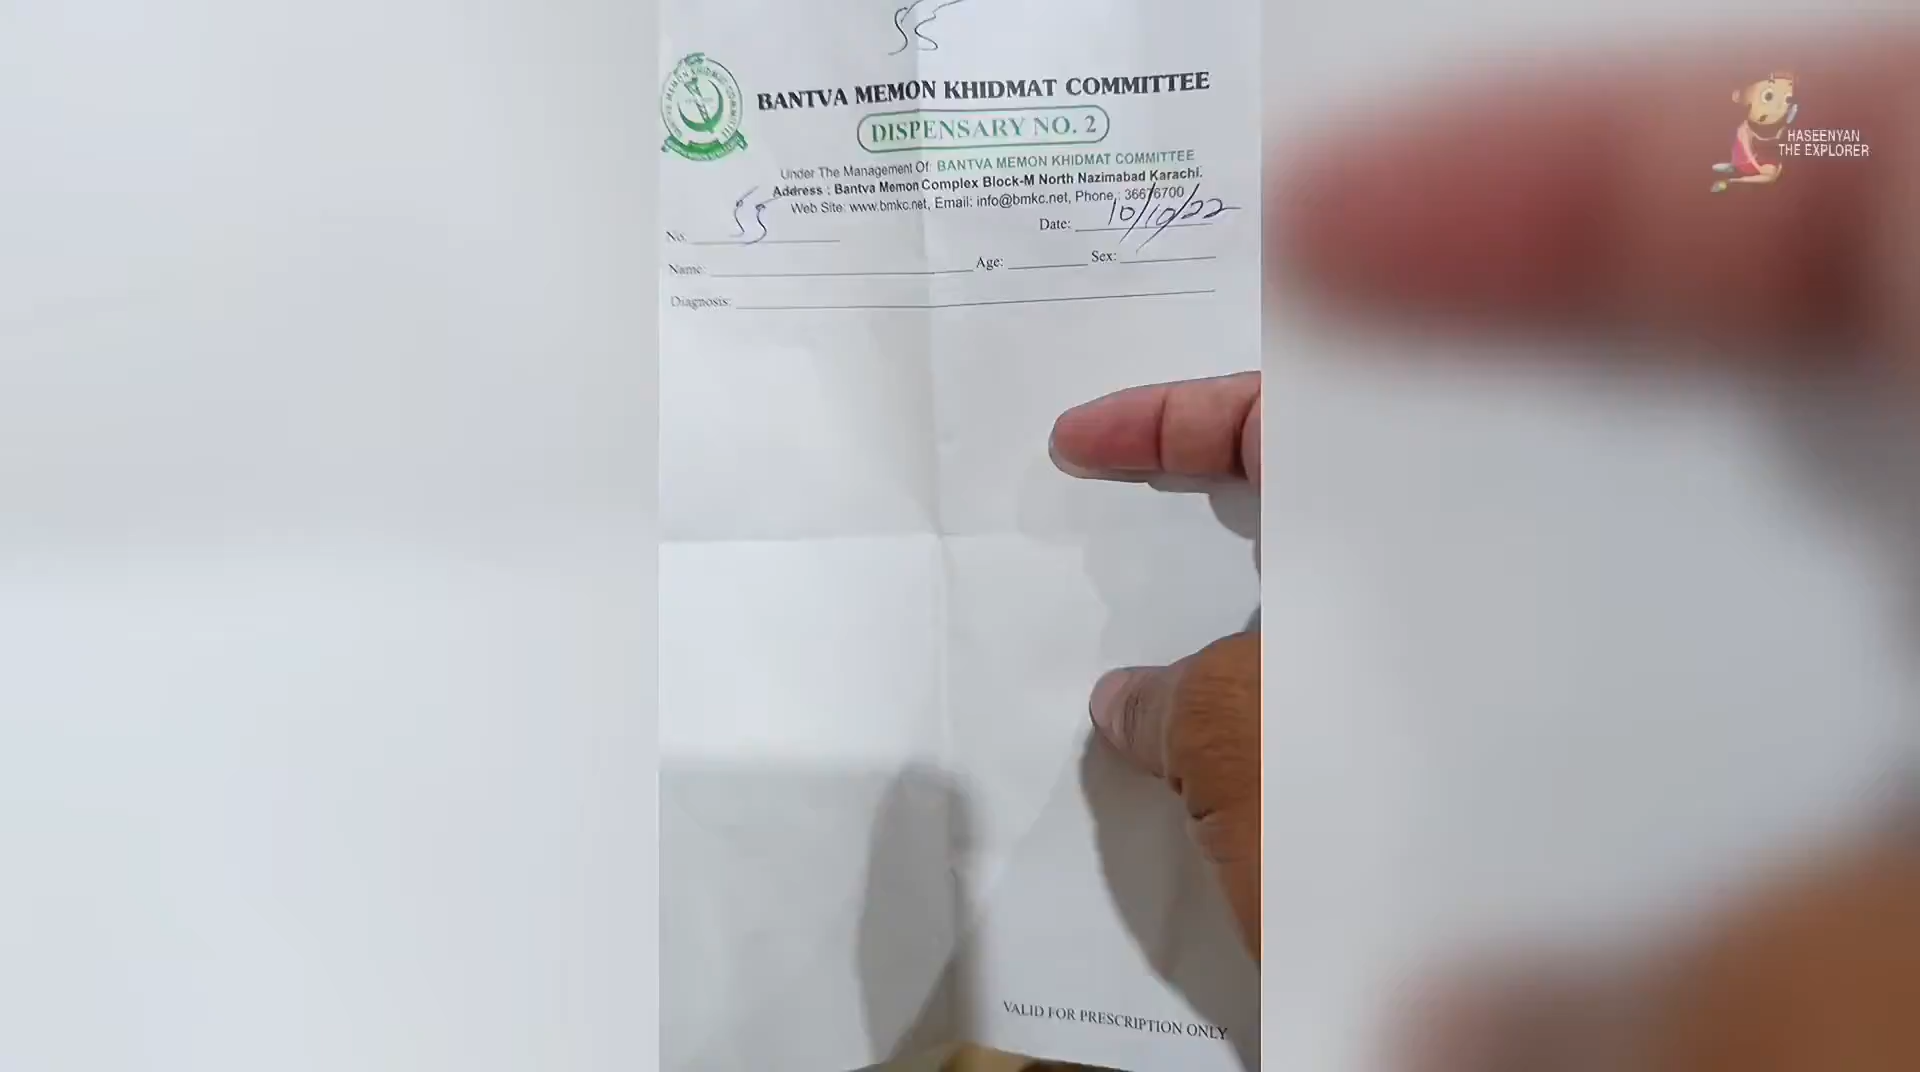 55
BANTVA MEMON KHIDMAT COMMITTEE
DISPENSARY NO. 2
Under The Management Of: BANTVA MEMON KHIDMAT COMMITTEE
Address : Bantva Memon Complex Block-M North Nazimabad Karachi.
Web Site: www.bmkc.net, Email: info@bmkc.net, Phone,: 36676700
No. 55 Date: 10/10/22
Name: Age: Sex:
Diagnosis:
VALID FOR PRESCRIPTION ONLY
HASEENYAN
THE EXPLORER